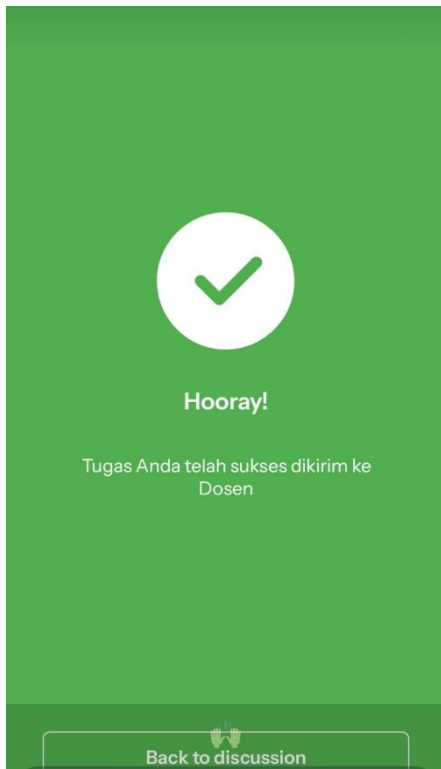 Hooray!
Tugas Anda telah sukses dikirim ke
Dosen
Back to discussion